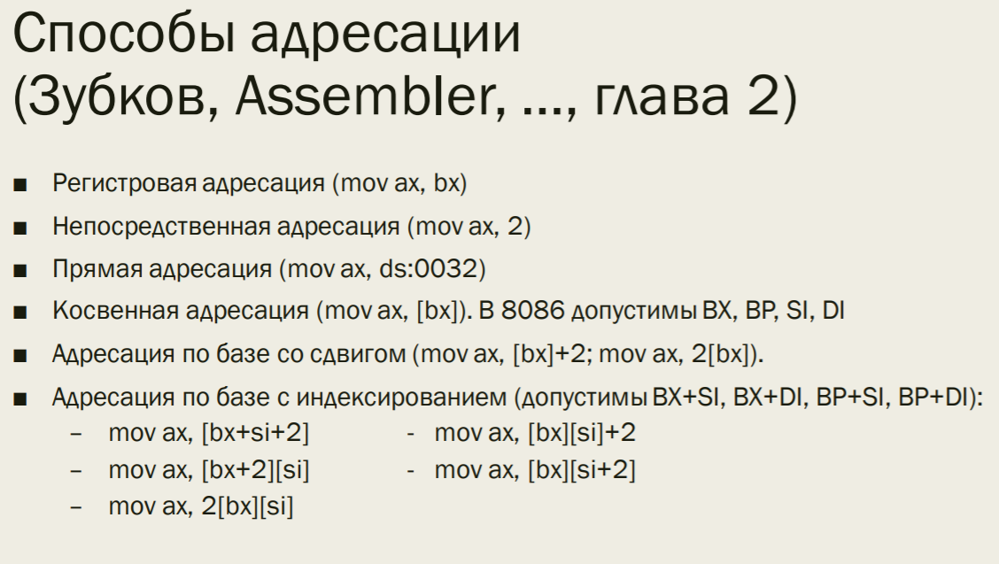 Способы адресации
(Зубков, Assembler, ..., глава 2)
■ Регистровая адресация (mov ax, bx)
■ Непосредственная адресация (mov ax, 2)
■ Прямая адресация (mov ax, ds:0032)
■ Косвенная адресация (mov ax, [bx]). В 8086 допустимы BX, BP, SI, DI
■ Адресация по базе со сдвигом (mov ax, [bx]+2; mov ax, 2[bx]).
■ Адресация по базе с индексированием (допустимы BX+SI, BX+DI, BP+SI, BP+DI):
– mov ax, [bx+si+2] - mov ax, [bx][si]+2
– mov ax, [bx+2][si] - mov ax, [bx][si+2]
– mov ax, 2[bx][si]